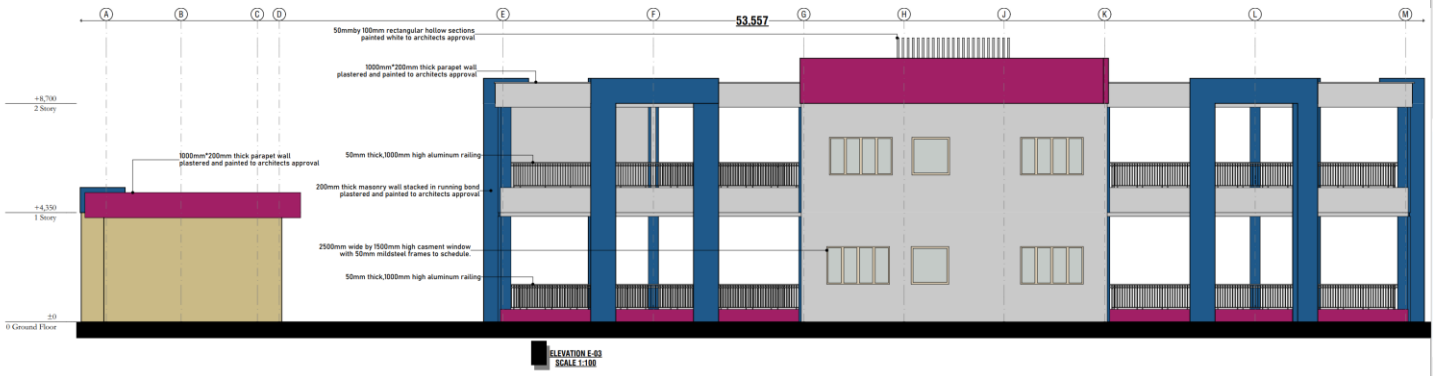 A B C D E F G H J K L M
53,557
50mmby 100mm rectangular hollow sections
painted white to architects approval
1000mm*200mm thick parapet wall
plastered and painted to architects approval
+8,700
2 Story
1000mm*200mm thick parapet wall
plastered and painted to architects approval
50mm thick,1000mm high aluminum railing
200mm thick masonry wall stacked in running bond
plastered and painted to architects approval
+4,350
1 Story
2500mm wide by 1500mm high casment window
with 50mm mildsteel frames to schedule.
50mm thick,1000mm high aluminum railing
±0
0 Ground Floor
ELEVATION E-03
SCALE 1:100